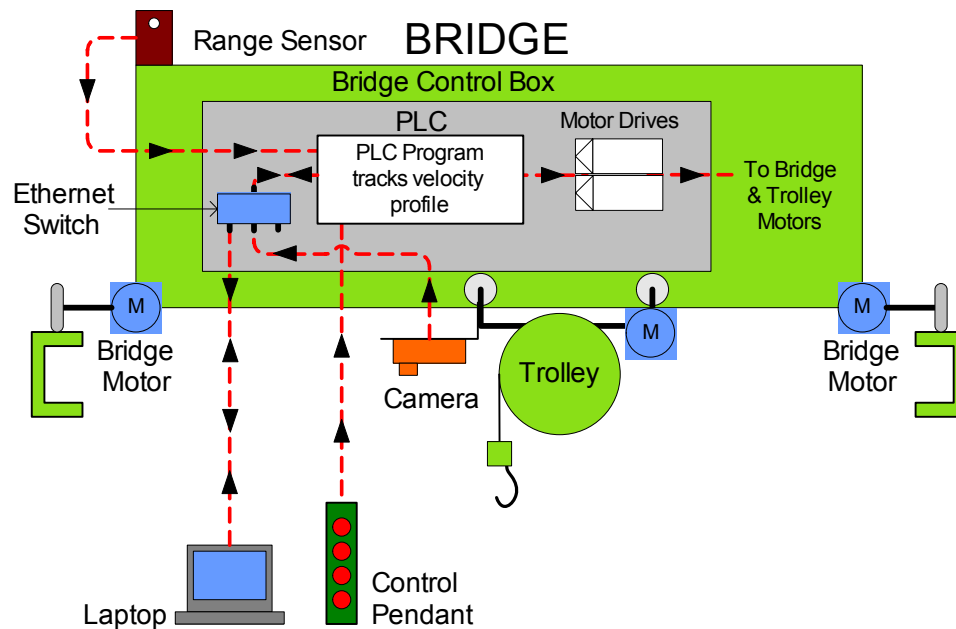 Range Sensor
BRIDGE
Bridge Control Box
PLC
Motor Drives
PLC Program
tracks velocity
profile
To Bridge
& Trolley
Motors
Ethernet
Switch
M
M
M
Bridge
Motor
Camera
Trolley
Bridge
Motor
Laptop
Control
Pendant